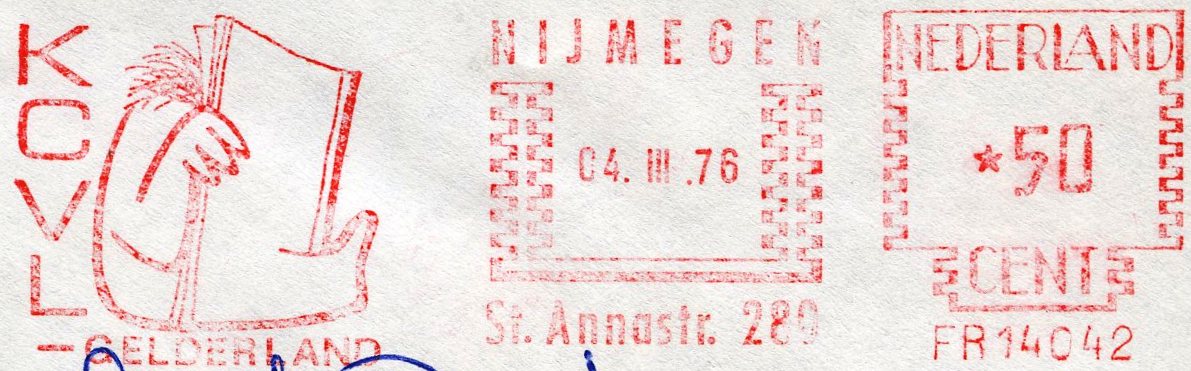 KCVL
-GELDERLAND
NIJMEGEN
04. III .76
St. Annastr. 289
NEDERLAND
*50
CENT
FR14042